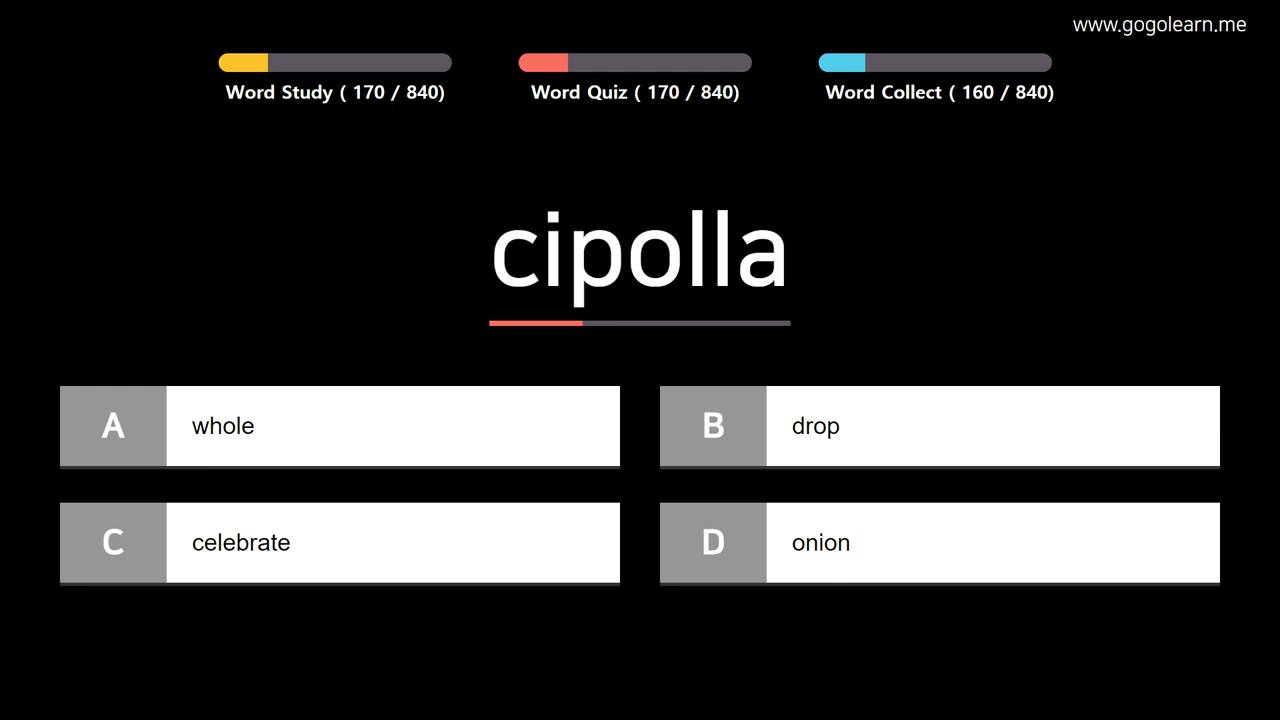 www.gogolearn.me
Word Study ( 170 / 840)
Word Quiz ( 170 / 840)
Word Collect ( 160 / 840)
cipolla
A whole
B drop
C celebrate
D onion